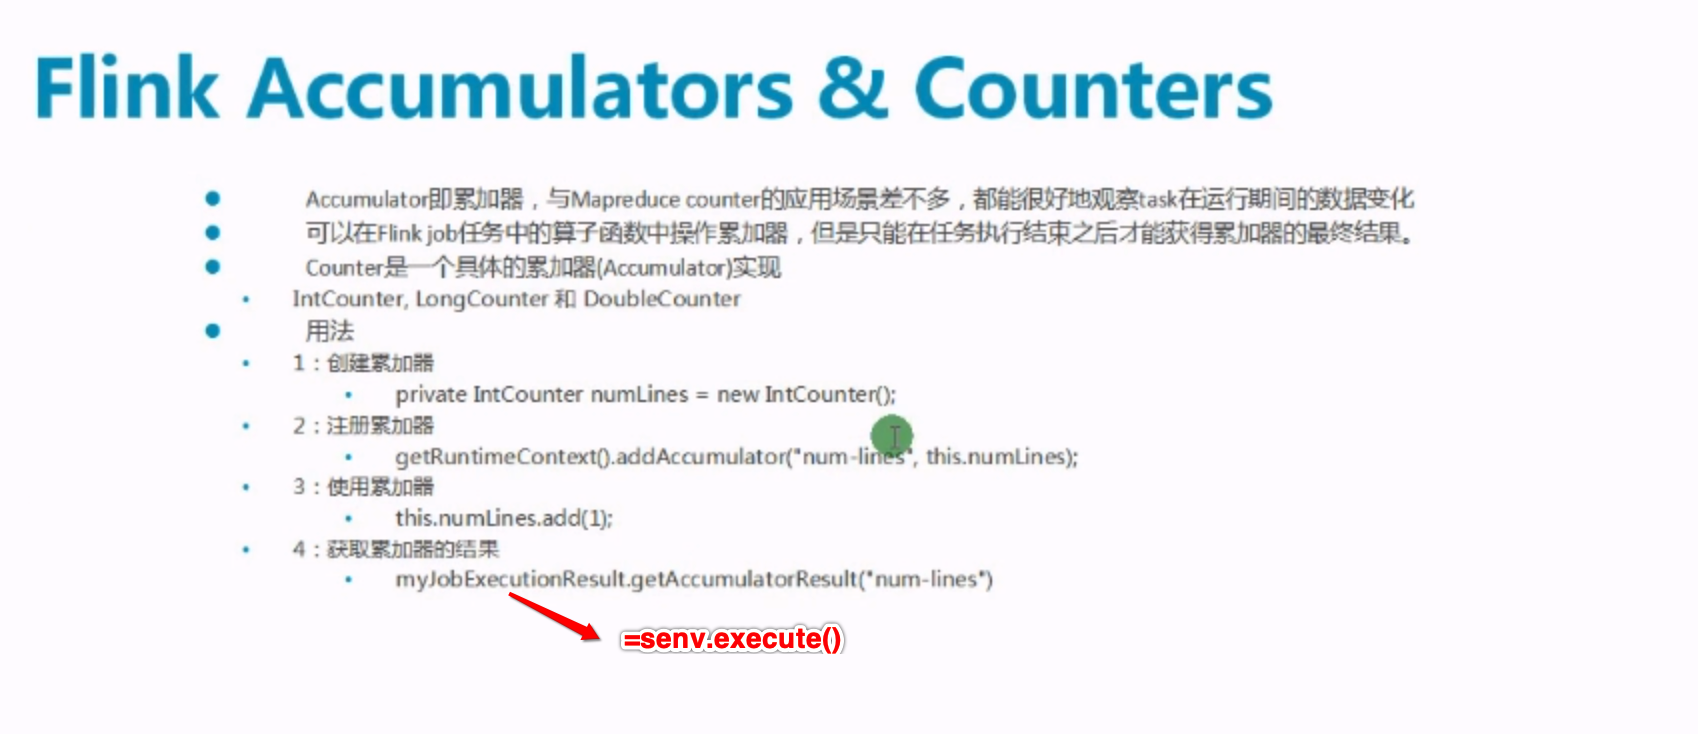 Flink Accumulators & Counters
Accumulator即累加器，与Mapreduce counter的应用场景差不多，都能很好地观察task在运行期间的数据变化
可以在Flink job任务中的算子函数中操作累加器，但是只能在任务执行结束之后才能获得累加器的最终结果。
Counter是一个具体的累加器(Accumulator)实现
IntCounter, LongCounter 和 DoubleCounter
用法
1：创建累加器
private IntCounter numLines = new IntCounter();
2：注册累加器
getRuntimeContext().addAccumulator("num-lines", this.numLines);
3：使用累加器
this.numLines.add(1);
4：获取累加器的结果
myJobExecutionResult.getAccumulatorResult("num-lines")
=senv.execute()